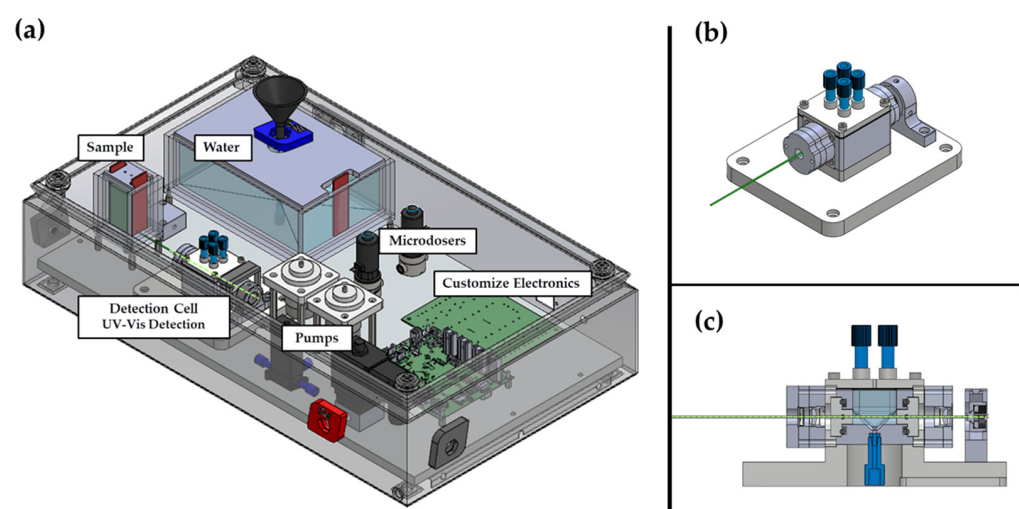 (a)
Sample
Water
Microdosers
Customize Electronics
Detection Cell
UV-Vis Detection
Pumps
(b)
(c)